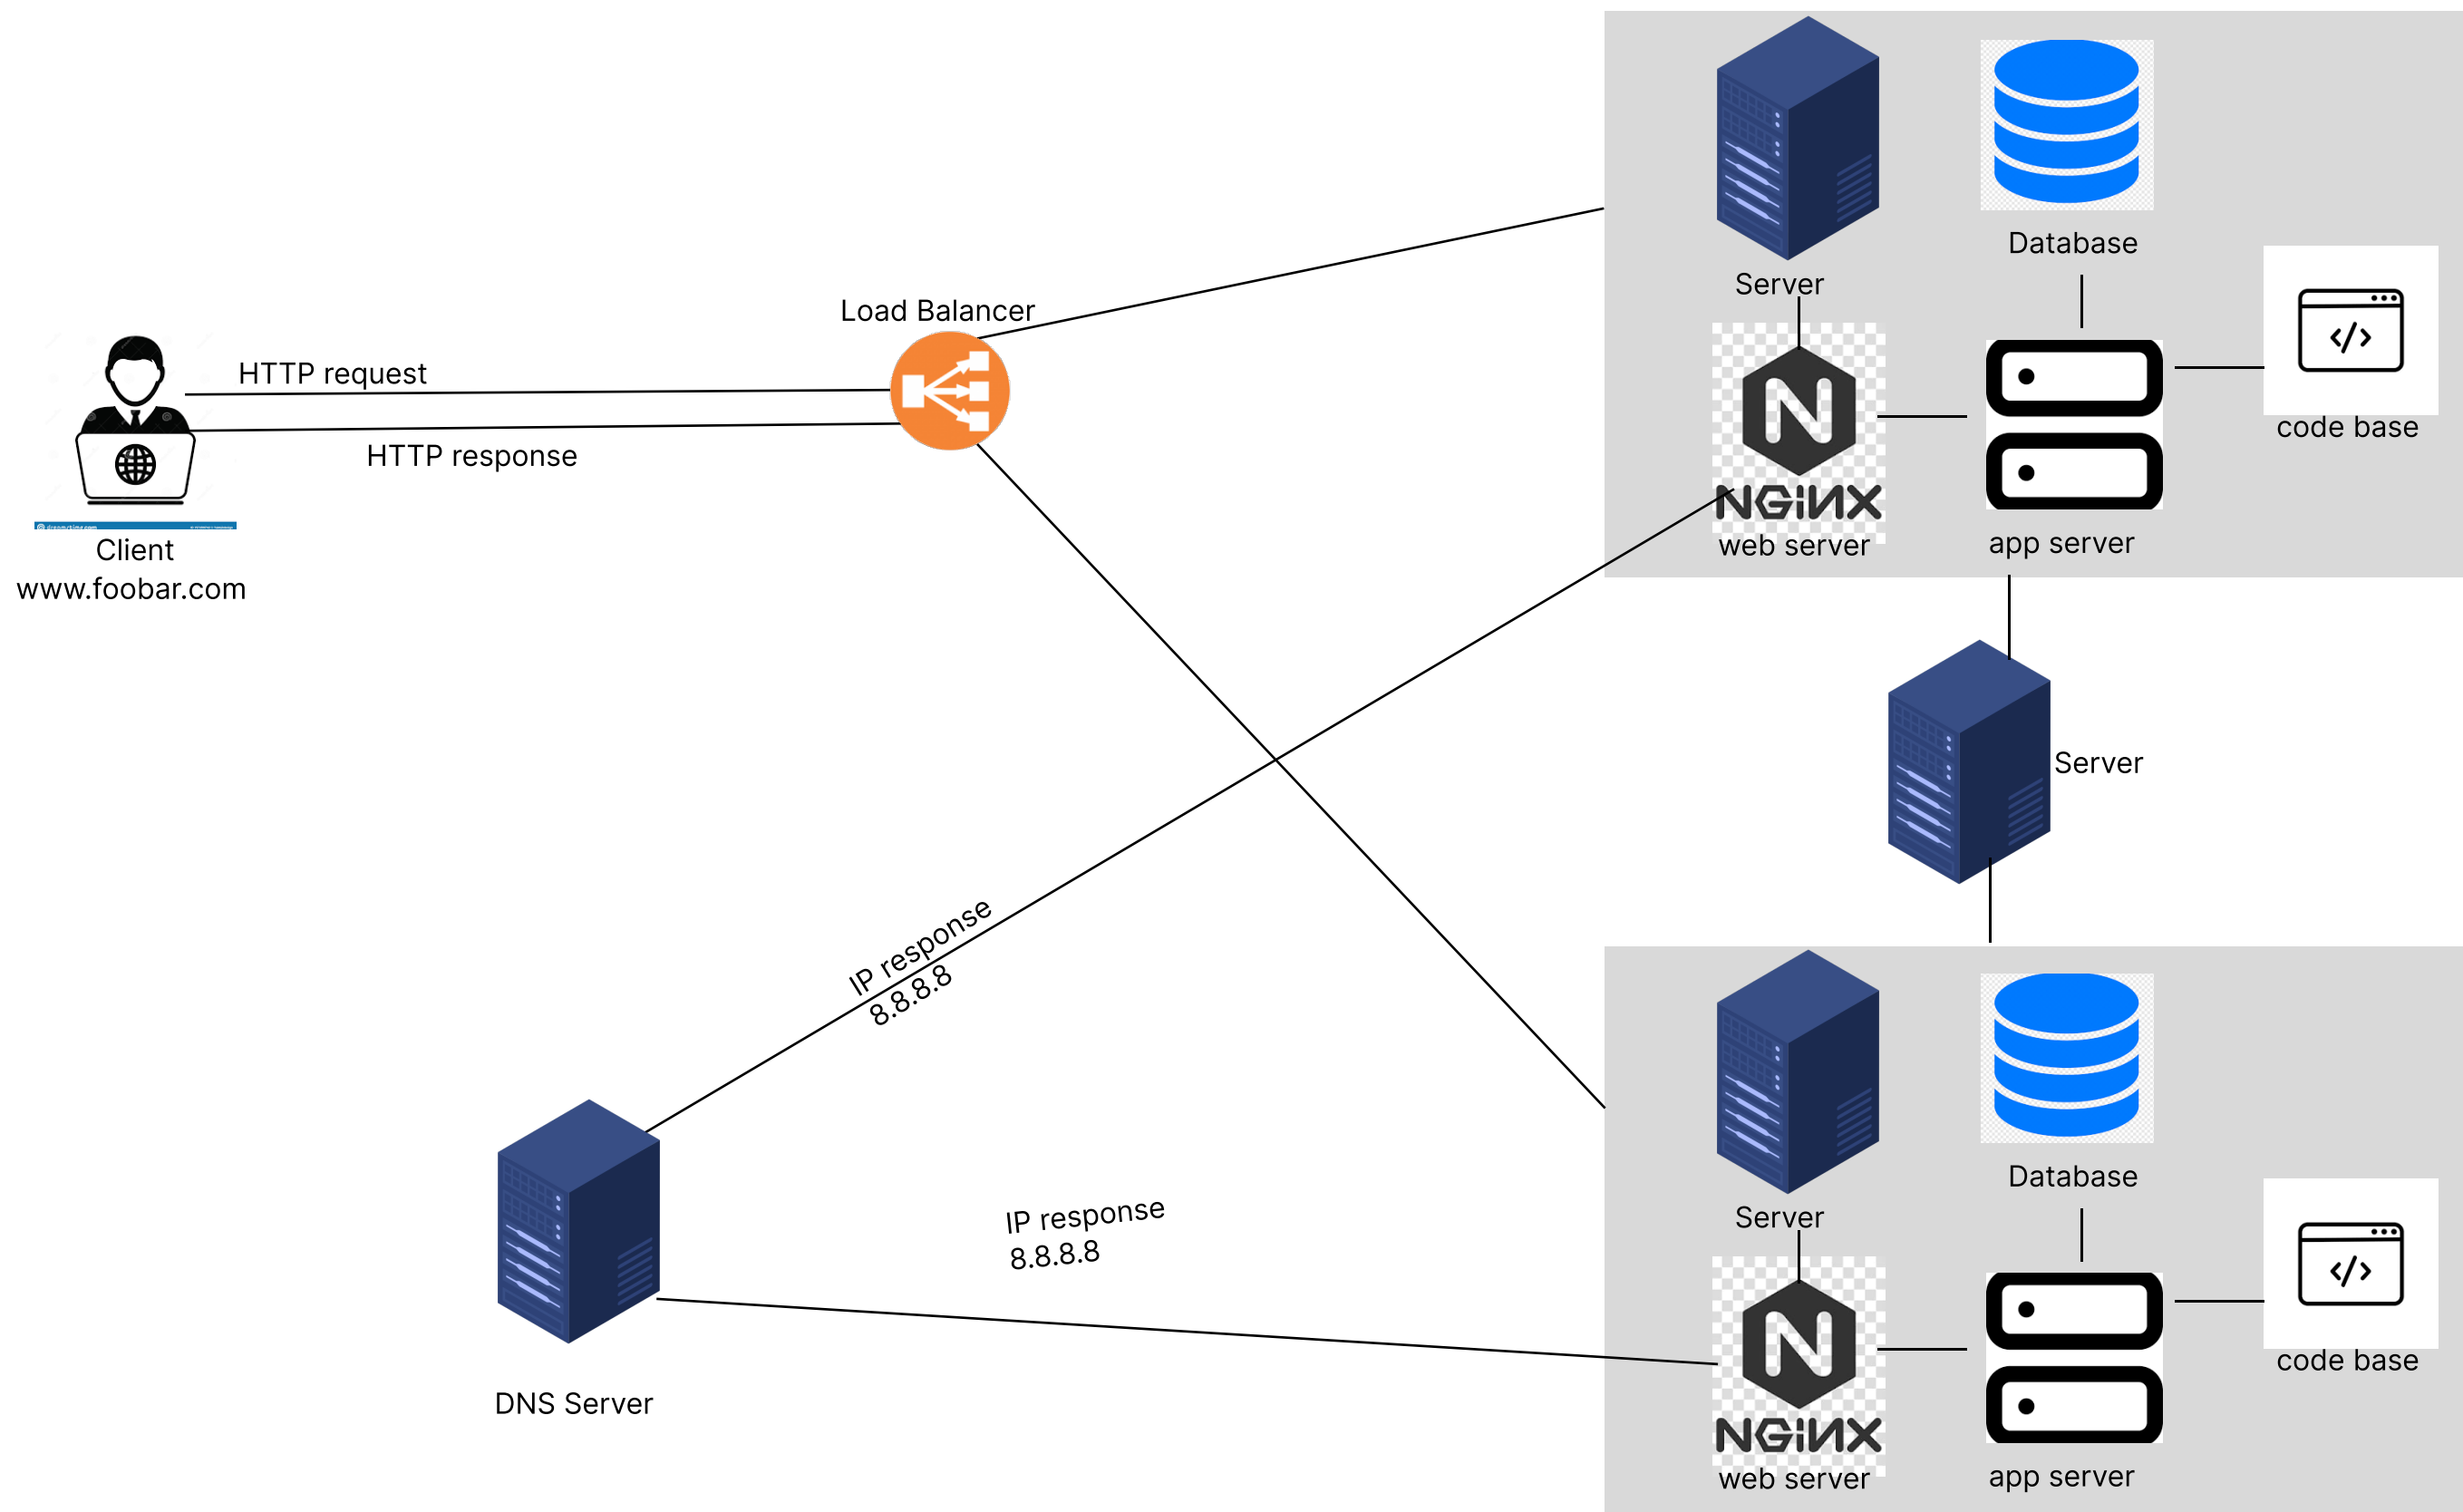 Server
Database
Load Balancer
HTTP request
HTTP response
NGINX
web server
app server
code base
Client
www.foobar.com
Server
IP response
8.8.8.8
Server
Database
IP response
8.8.8.8
NGINX
web server
app server
code base
DNS Server